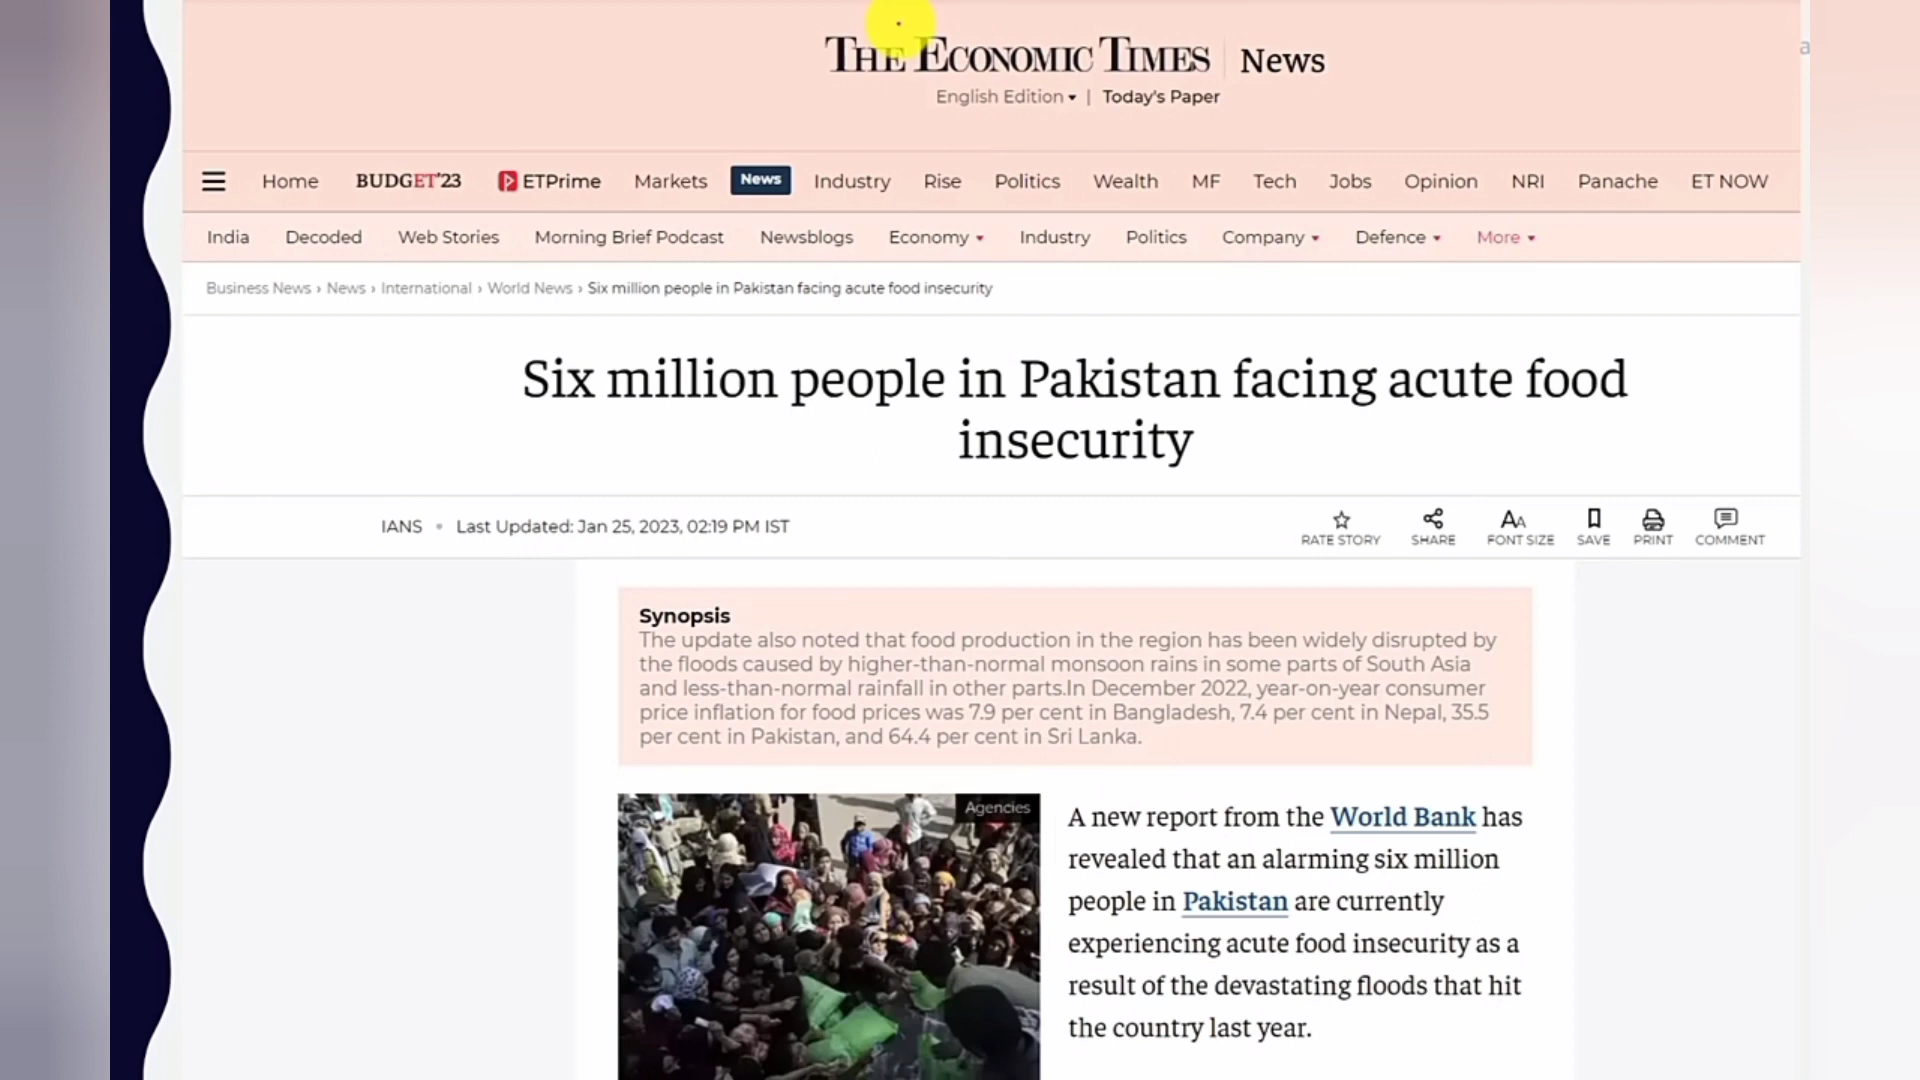 THE ECONOMIC TIMES | News
English Edition | Today's Paper
Home BUDGET'23 ETPrime Markets News Industry Rise Politics Wealth MF Tech Jobs Opinion NRI Panache ET NOW
India Decoded Web Stories Morning Brief Podcast Newsblogs Economy Industry Politics Company Defence More
Business News › News › International › World News › Six million people in Pakistan facing acute food insecurity
Six million people in Pakistan facing acute food
insecurity
IANS • Last Updated: Jan 25, 2023, 02:19 PM IST
RATE STORY SHARE FONT SIZE SAVE PRINT COMMENT
Synopsis
The update also noted that food production in the region has been widely disrupted by
the floods caused by higher-than-normal monsoon rains in some parts of South Asia
and less-than-normal rainfall in other parts.In December 2022, year-on-year consumer
price inflation for food prices was 7.9 per cent in Bangladesh, 7.4 per cent in Nepal, 35.5
per cent in Pakistan, and 64.4 per cent in Sri Lanka.
Agencies
A new report from the World Bank has
revealed that an alarming six million
people in Pakistan are currently
experiencing acute food insecurity as a
result of the devastating floods that hit
the country last year.